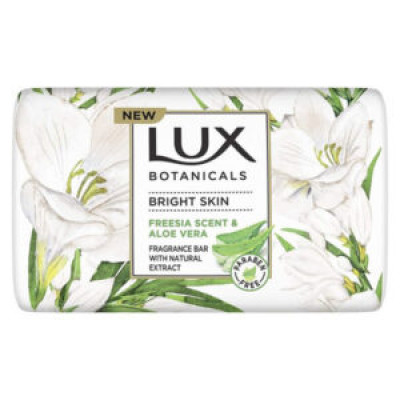 NEW
LUX
BOTANICALS
BRIGHT SKIN
FREESIA SCENT &
ALOE VERA
FRAGRANCE BAR
WITH NATURAL
EXTRACT
PARABEN
FREE